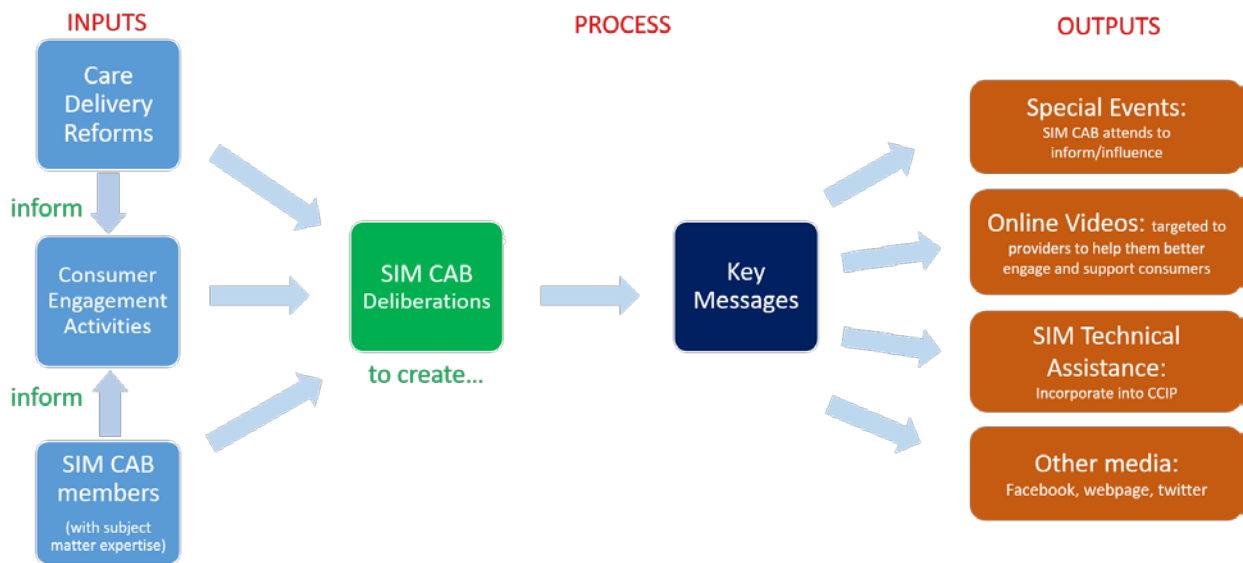 INPUTS
PROCESS
OUTPUTS
Care
Delivery
Reforms
inform
Consumer
Engagement
Activities
inform
SIM CAB
members
(with subject
matter expertise)
SIM CAB
Deliberations
to create...
Key
Messages
Special Events:
SIM CAB attends to
inform/influence
Online Videos: targeted to
providers to help them better
engage and support consumers
SIM Technical
Assistance:
Incorporate into CCIP
Other media:
Facebook, webpage, twitter